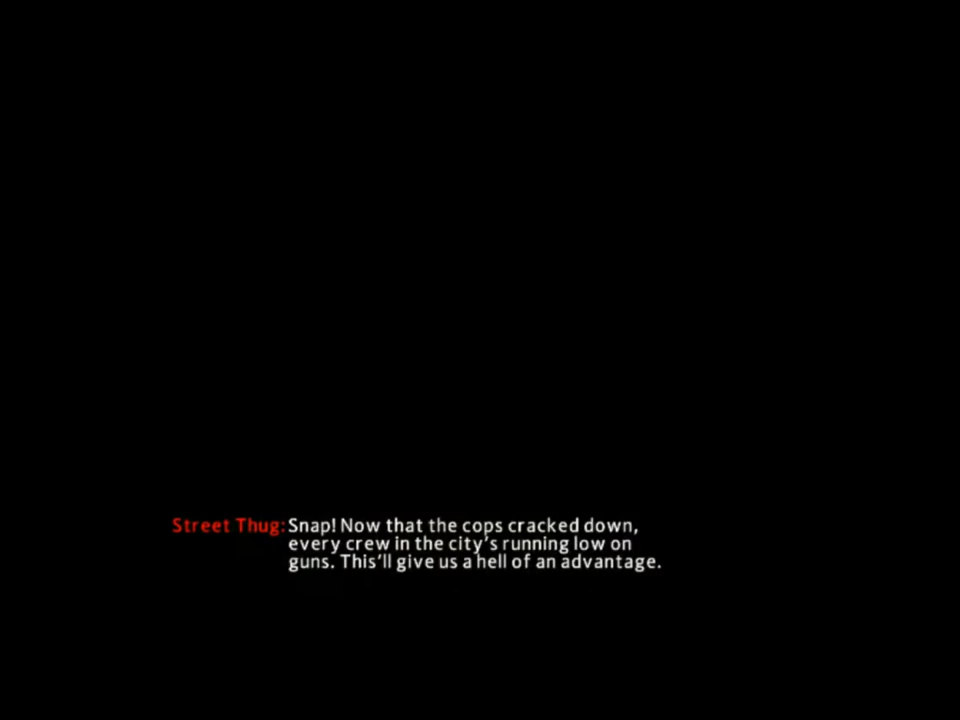 Street Thug: Snap! Now that the cops cracked down,
every crew in the city's running low on
guns. This'll give us a hell of an advantage.